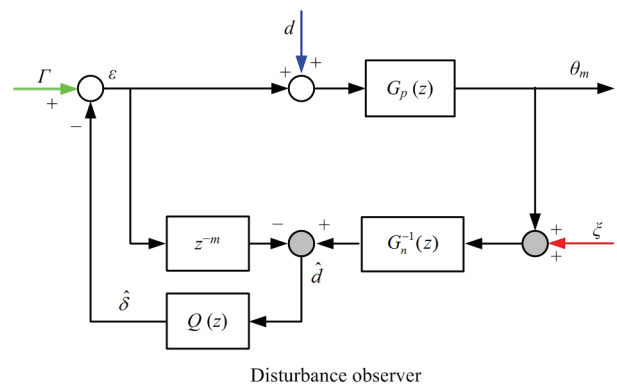 d
Γ
ε
+
+
+
−
G_p (z)
θ_m
z^{−m}
−
+
G_n^{−1}(z)
+
+
ξ
d̂
δ̂
Q (z)
Disturbance observer